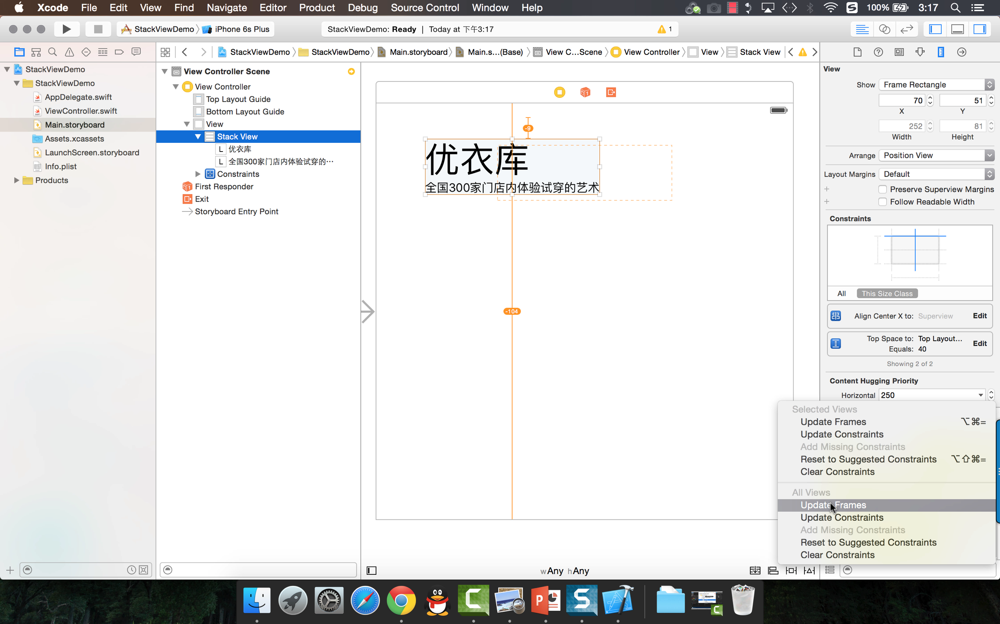 Xcode File Edit View Find Navigate Editor Product Debug Source Control Window Help 100% 3:17
StackViewDemo iPhone 6s Plus
StackViewDemo: Ready | Today at 下午3:17
1
StackViewDemo StackViewDemo Main.storyboard Main.s...(Base) View C...Scene View Controller View Stack View
StackViewDemo
StackViewDemo
AppDelegate.swift
ViewController.swift
Main.storyboard
Assets.xcassets
LaunchScreen.storyboard
Info.plist
Products
View Controller Scene
View Controller
Top Layout Guide
Bottom Layout Guide
View
Stack View
L 优衣库
L 全国300家门店内体验试穿的…
Constraints
First Responder
Exit
Storyboard Entry Point
-9
优衣库
全国300家门店内体验试穿的艺术
-104
wAny hAny
View
Show Frame Rectangle
70 51
X Y
252 81
Width Height
Arrange Position View
Layout Margins Default
Preserve Superview Margins
Follow Readable Width
Constraints
All This Size Class
Align Center X to: Superview Edit
Top Space to: Top Layout... Edit
Equals: 40
Showing 2 of 2
Content Hugging Priority
Horizontal 250
Selected Views
Update Frames ⌥⌘=
Update Constraints
Add Missing Constraints
Reset to Suggested Constraints ⌥⇧⌘=
Clear Constraints
All Views
Update Frames
Update Constraints
Add Missing Constraints
Reset to Suggested Constraints
Clear Constraints